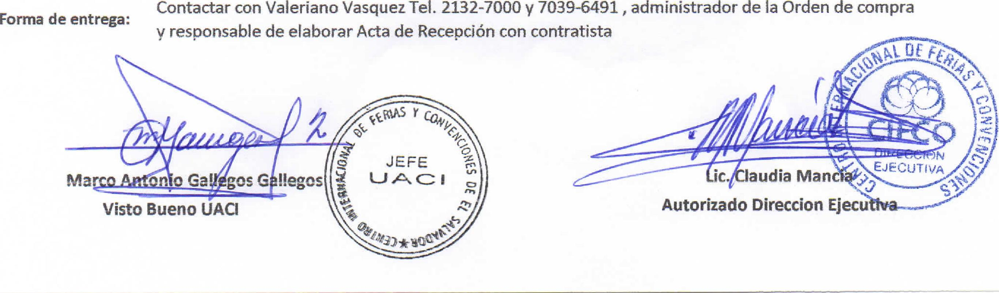 Contactar con Valeriano Vasquez Tel. 2132-7000 y 7039-6491 , administrador de la Orden de compra
Forma de entrega:
y responsable de elaborar Acta de Recepción con contratista
CENTRO INTERNACIONAL DE FERIAS Y CONVENCIONES DE EL SALVADOR ★
JEFE
UACI
CENTRO INTERNACIONAL DE FERIAS Y CONVENCIONES
CIFCO
DIRECCION
EJECUTIVA
Marco Antonio Gallegos Gallegos
Visto Bueno UACI
Lic. Claudia Mancia
Autorizado Direccion Ejecutiva